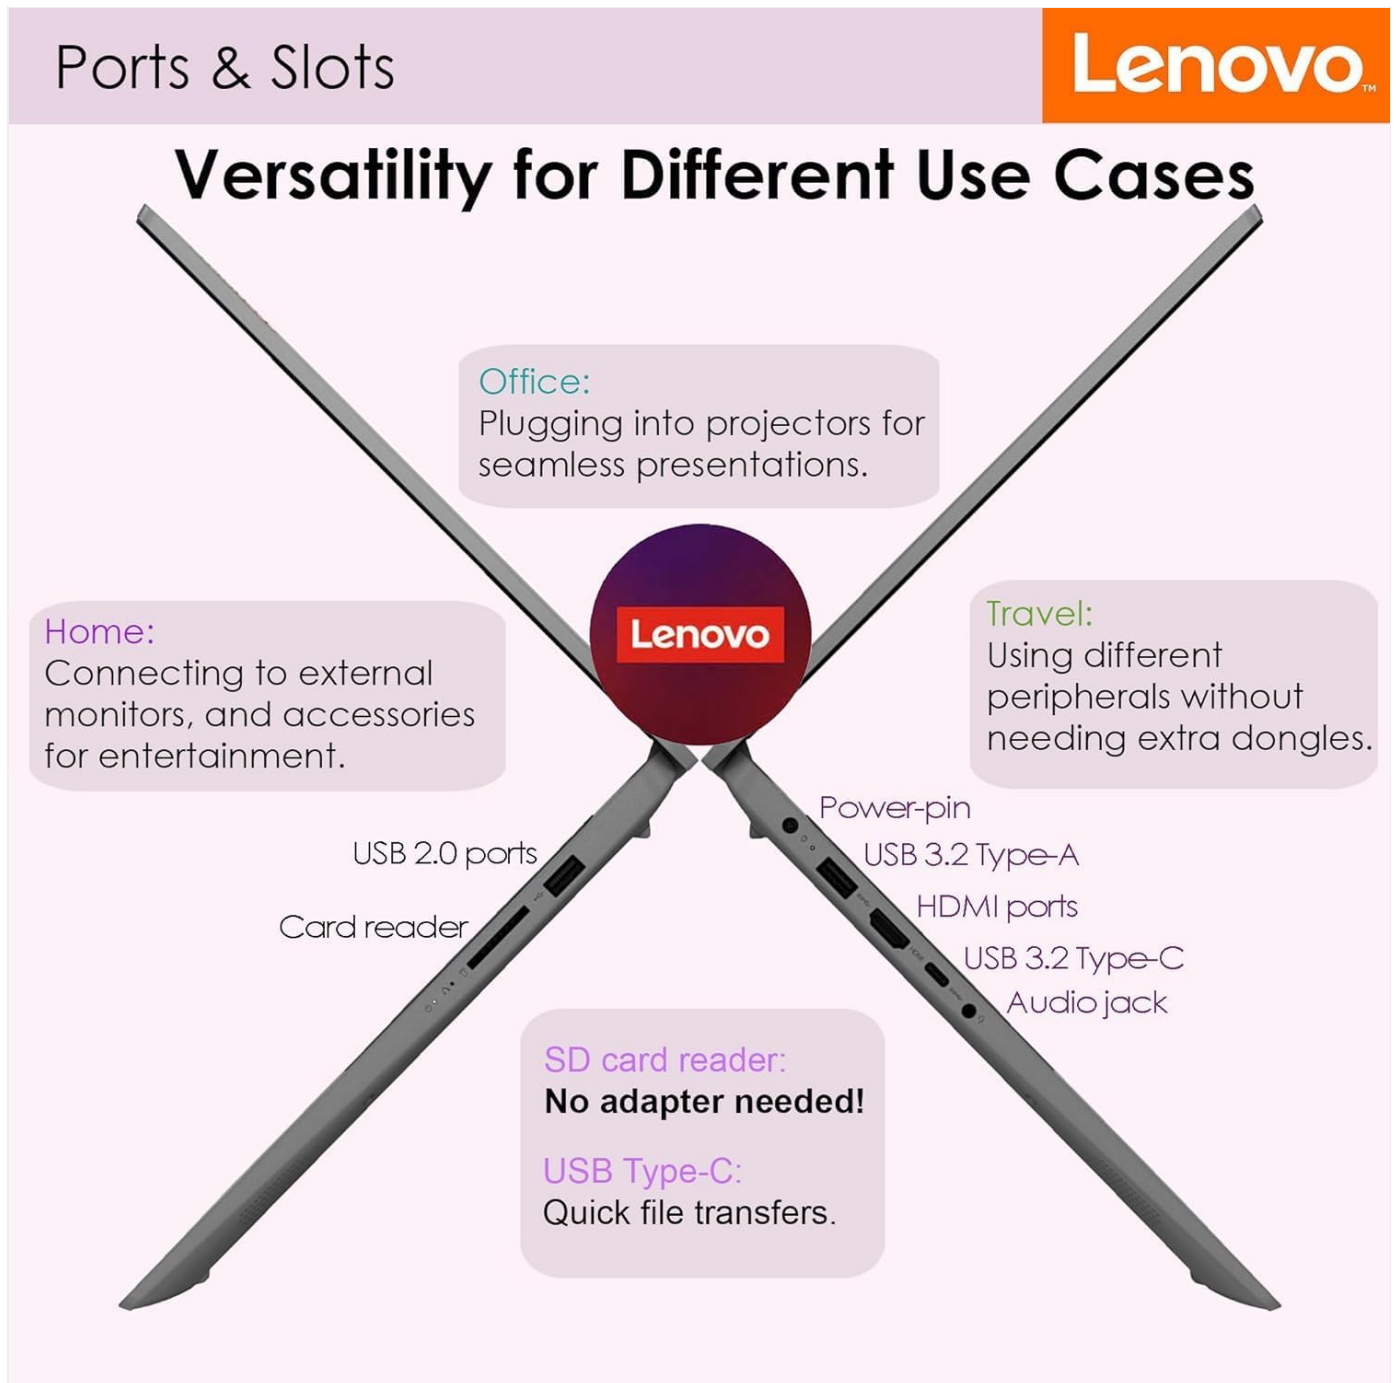 Ports & Slots
Lenovo™
Versatility for Different Use Cases
Office:
Plugging into projectors for
seamless presentations.
Lenovo
Home:
Connecting to external
monitors, and accessories
for entertainment.
Travel:
Using different
peripherals without
needing extra dongles.
USB 2.0 ports
Card reader
Power-pin
USB 3.2 Type-A
HDMI ports
USB 3.2 Type-C
Audio jack
HDMI
SD card reader:
No adapter needed!
USB Type-C:
Quick file transfers.